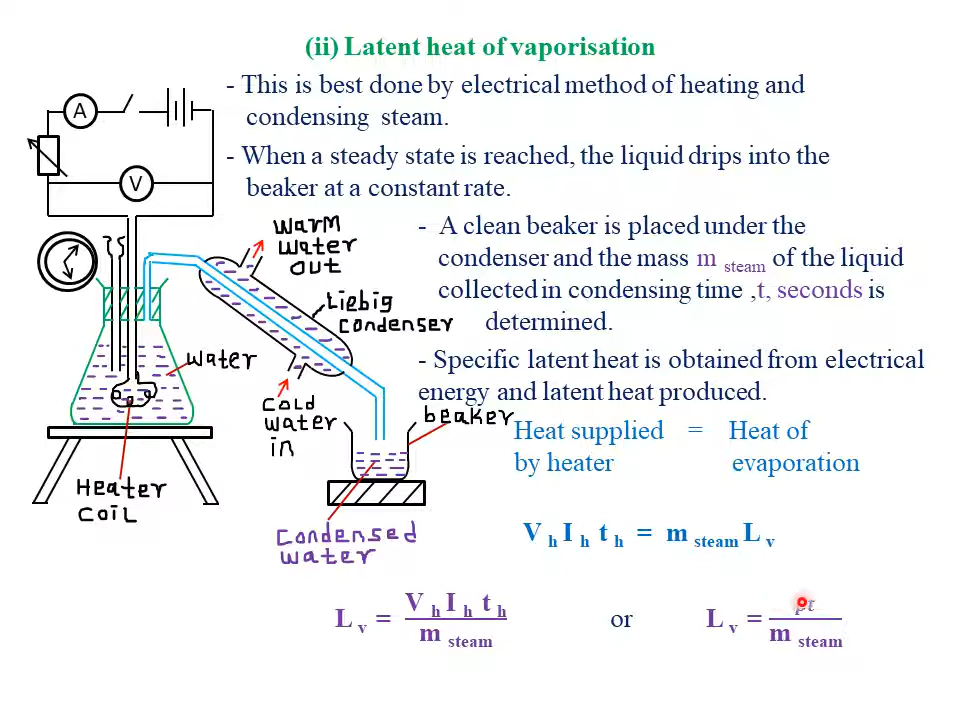 (ii) Latent heat of vaporisation
- This is best done by electrical method of heating and
condensing steam.
- When a steady state is reached, the liquid drips into the
beaker at a constant rate.
- A clean beaker is placed under the
condenser and the mass m steam of the liquid
collected in condensing time ,t, seconds is
determined.
- Specific latent heat is obtained from electrical
energy and latent heat produced.
Heat supplied = Heat of
by heater evaporation
V h I h t h = m steam L v
L v = V h I h t h
m steam
or
L v =
m steam
A
V
Warm
water
out
Liebig
condenser
water
cold
water
in
beaker
Heater
coil
Condensed
water